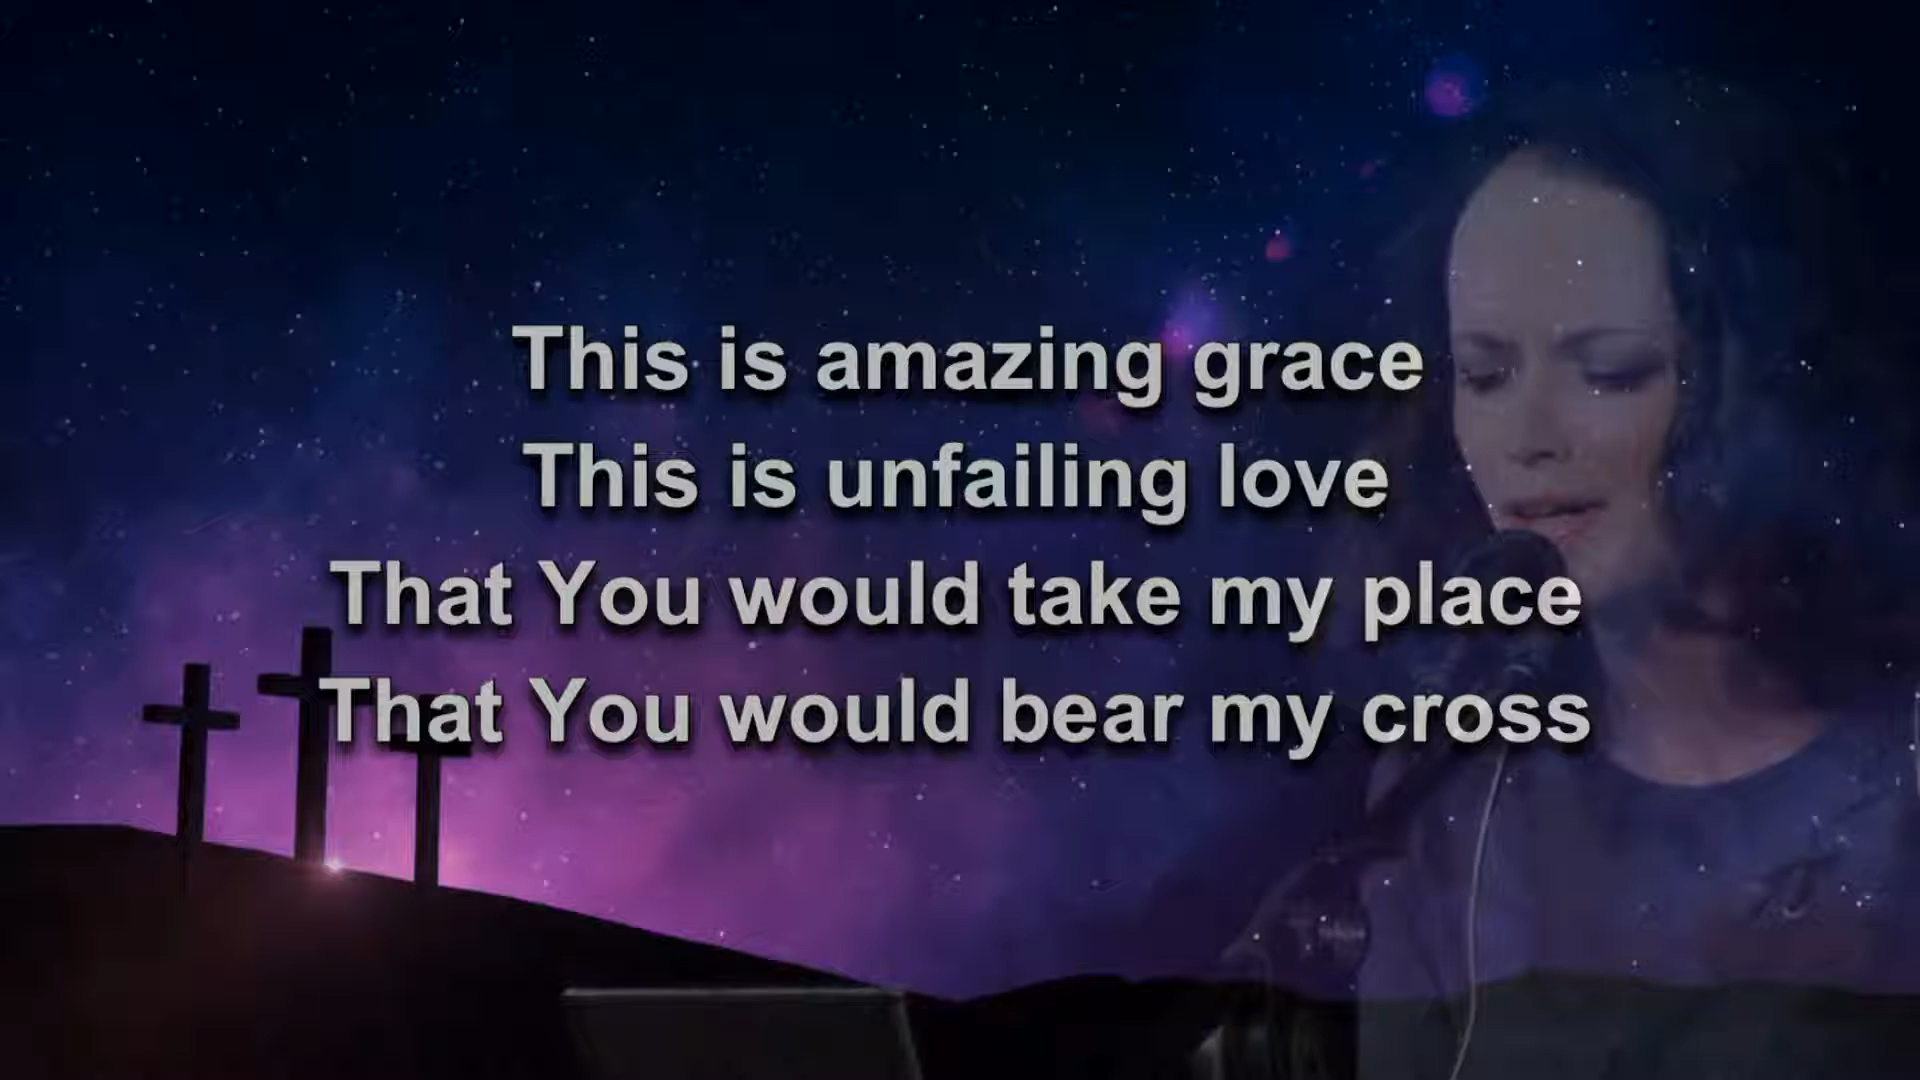 This is amazing grace
This is unfailing love
That You would take my place
That You would bear my cross